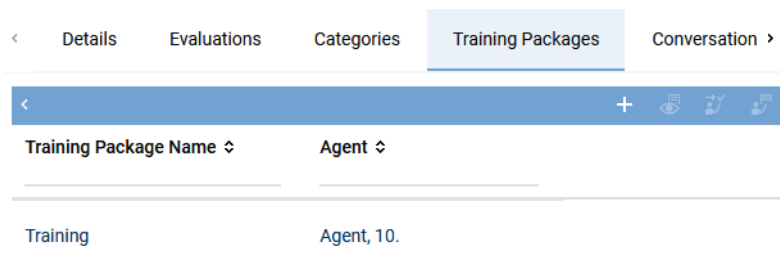 Details Evaluations Categories Training Packages Conversation
Training Package Name Agent
Training Agent, 10.